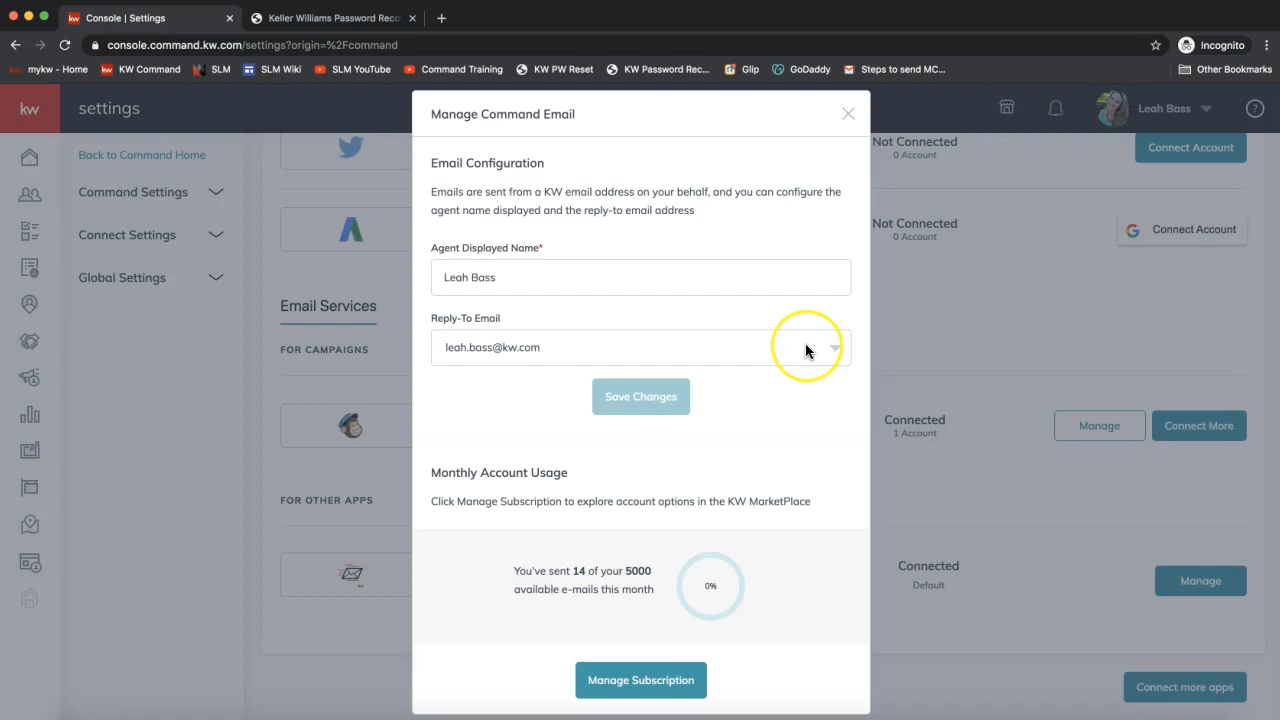 Console | Settings
Keller Williams Password Reco
console.command.kw.com/settings?origin=%2Fcommand
Incognito
mykw - Home
KW Command
SLM
SLM Wiki
SLM YouTube
Command Training
KW PW Reset
KW Password Rec...
Glip
GoDaddy
Steps to send MC...
Other Bookmarks
kw
settings
Leah Bass
Back to Command Home
Command Settings
Connect Settings
Global Settings
Not Connected
0 Account
Connect Account
Not Connected
0 Account
Connect Account
Email Services
FOR CAMPAIGNS
Connected
1 Account
Manage
Connect More
FOR OTHER APPS
Connected
Default
Manage
Connect more apps
Manage Command Email
Email Configuration
Emails are sent from a KW email address on your behalf, and you can configure the
agent name displayed and the reply-to email address
Agent Displayed Name*
Leah Bass
Reply-To Email
leah.bass@kw.com
Save Changes
Monthly Account Usage
Click Manage Subscription to explore account options in the KW MarketPlace
You've sent 14 of your 5000
available e-mails this month
0%
Manage Subscription